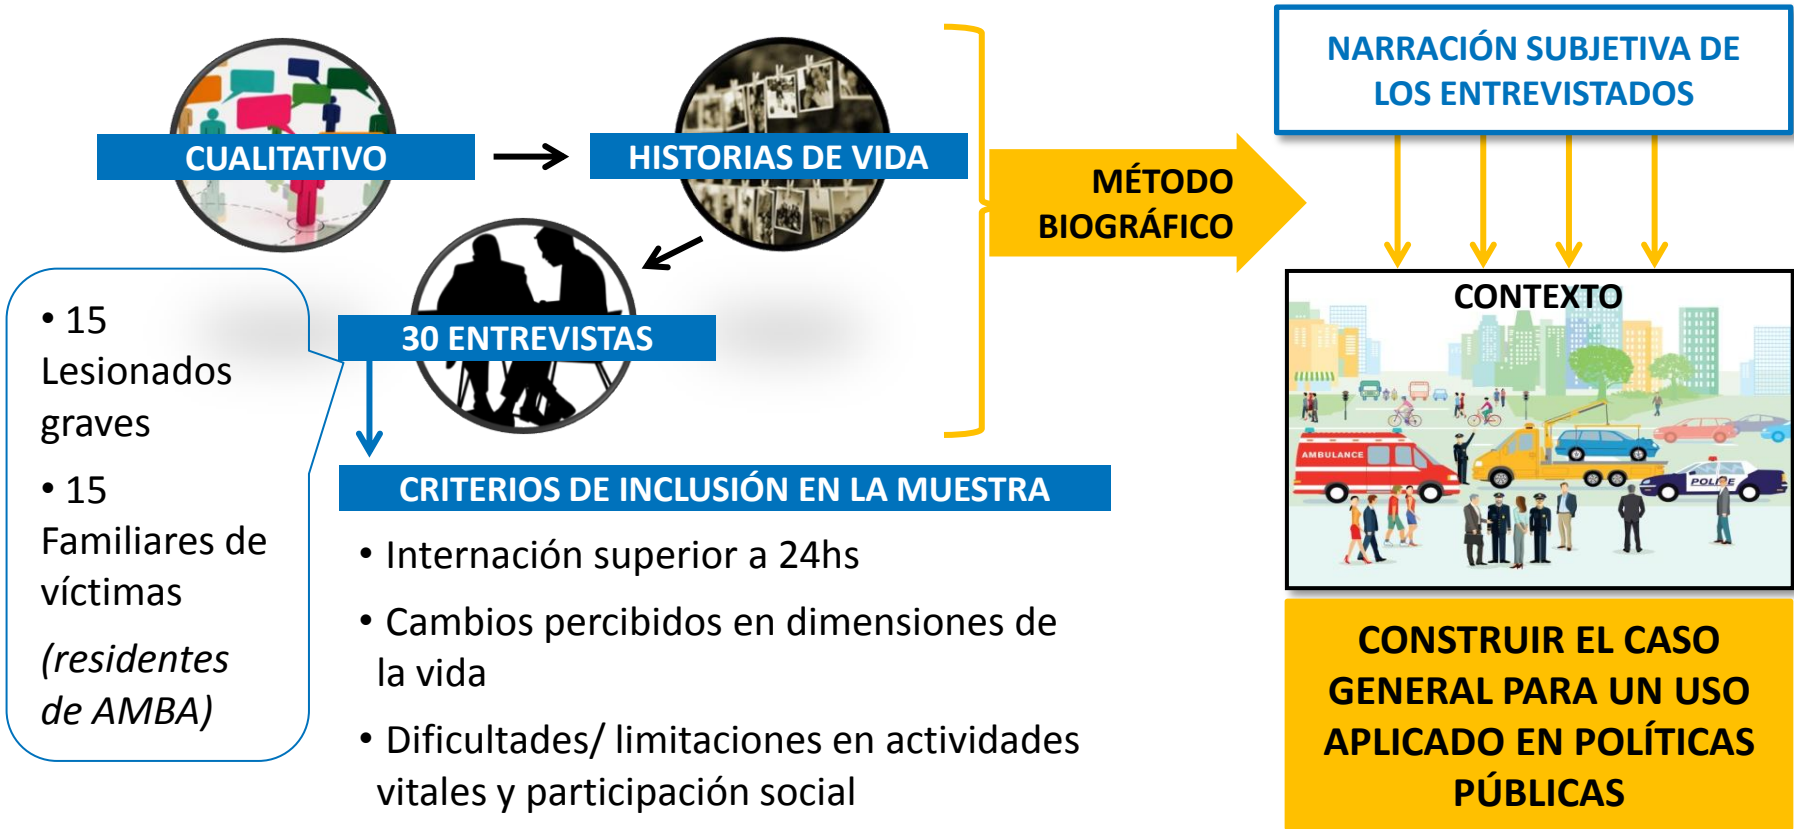 CUALITATIVO
HISTORIAS DE VIDA
30 ENTREVISTAS
• 15
Lesionados
graves
• 15
Familiares de
víctimas
(residentes
de AMBA)
CRITERIOS DE INCLUSIÓN EN LA MUESTRA
• Internación superior a 24hs
• Cambios percibidos en dimensiones de
la vida
• Dificultades/ limitaciones en actividades
vitales y participación social
MÉTODO
BIOGRÁFICO
NARRACIÓN SUBJETIVA DE
LOS ENTREVISTADOS
CONTEXTO
AMBULANCE
POLICE
CONSTRUIR EL CASO
GENERAL PARA UN USO
APLICADO EN POLÍTICAS
PÚBLICAS